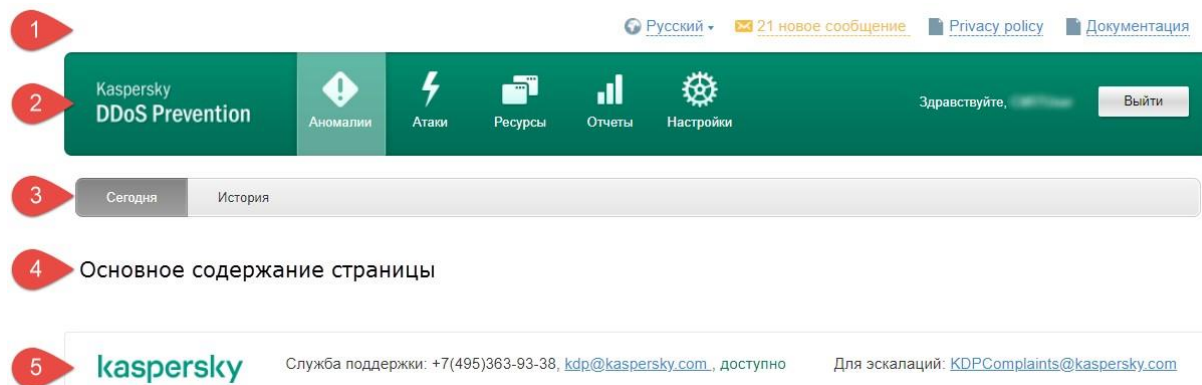 1
Русский
21 новое сообщение
Privacy policy
Документация
2
Kaspersky
DDoS Prevention
Аномалии
Атаки
Ресурсы
Отчеты
Настройки
Здравствуйте,
Выйти
3
Сегодня
История
4
Основное содержание страницы
5
kaspersky
Служба поддержки: +7(495)363-93-38, kdp@kaspersky.com , доступно
Для эскалаций: KDPComplaints@kaspersky.com